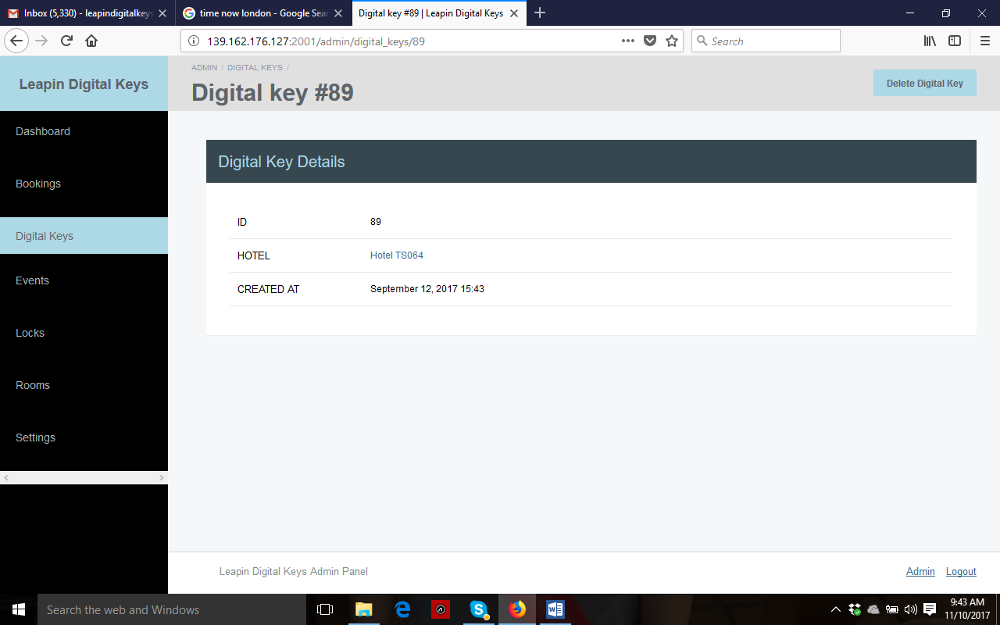 Inbox (5,330) - leapindigitalkeys
time now london - Google Sear
Digital key #89 | Leapin Digital Keys
139.162.176.127:2001/admin/digital_keys/89
Search
Leapin Digital Keys
ADMIN / DIGITAL KEYS /
Digital key #89
Delete Digital Key
Dashboard
Bookings
Digital Keys
Events
Locks
Rooms
Settings
Digital Key Details
ID 89
HOTEL Hotel TS064
CREATED AT September 12, 2017 15:43
Leapin Digital Keys Admin Panel
Admin Logout
Search the web and Windows
9:43 AM
11/10/2017